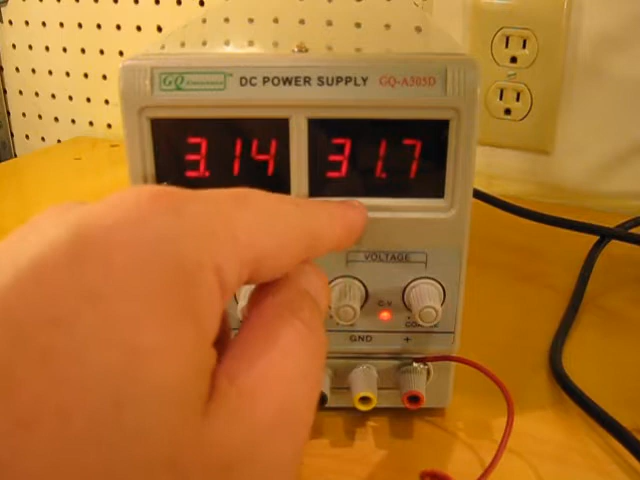 GQ
DC POWER SUPPLY GQ-A305D
3.14 31.7
VOLTAGE
C.V
GND +